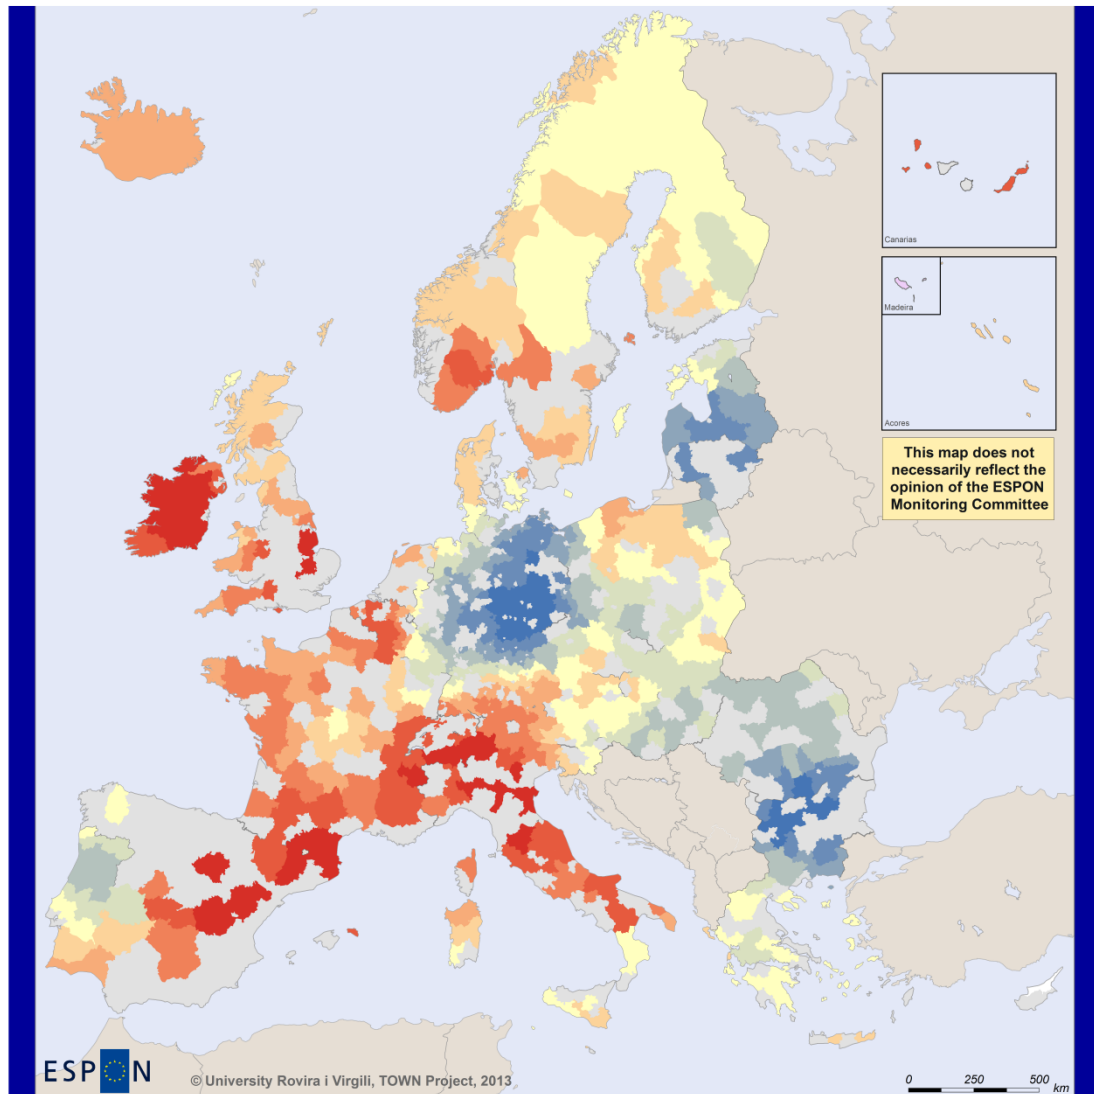 Canarias
Madeira
Acores
This map does not
necessarily reflect the
opinion of the ESPON
Monitoring Committee
ESPON
© University Rovira i Virgili, TOWN Project, 2013
0 250 500
km